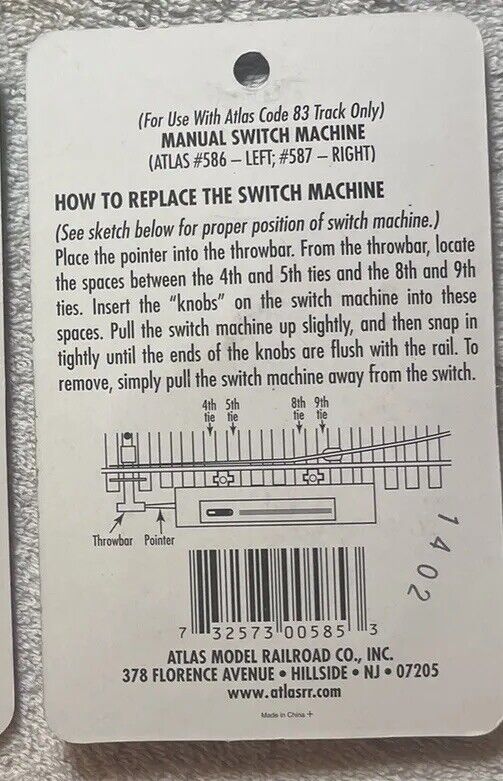 (For Use With Atlas Code 83 Track Only)
MANUAL SWITCH MACHINE
(ATLAS #586 – LEFT; #587 – RIGHT)
HOW TO REPLACE THE SWITCH MACHINE
(See sketch below for proper position of switch machine.)
Place the pointer into the throwbar. From the throwbar, locate
the spaces between the 4th and 5th ties and the 8th and 9th
ties. Insert the “knobs” on the switch machine into these
spaces. Pull the switch machine up slightly, and then snap in
tightly until the ends of the knobs are flush with the rail. To
remove, simply pull the switch machine away from the switch.
4th 5th 8th 9th
tie tie tie tie
Throwbar Pointer
1402
7 32573 00585 3
ATLAS MODEL RAILROAD CO., INC.
378 FLORENCE AVENUE • HILLSIDE • NJ • 07205
www.atlasrr.com
Made in China +